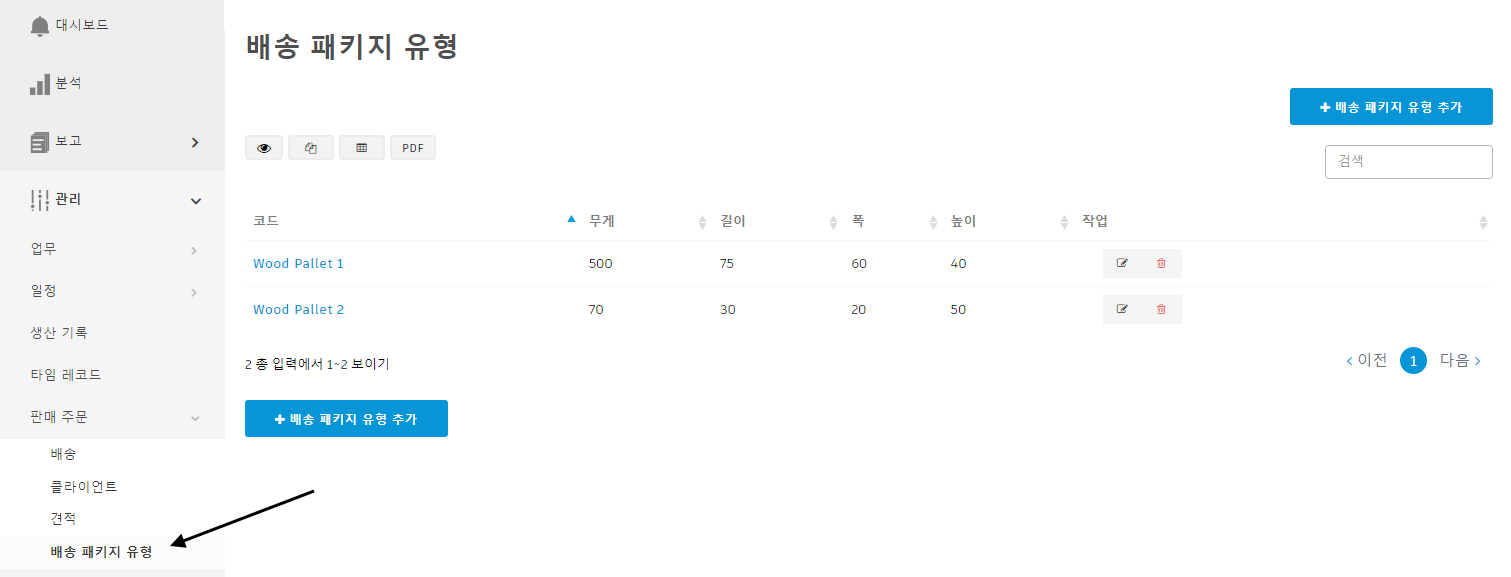 대시보드
분석
보고
관리
업무
일정
생산 기록
타임 레코드
판매 주문
배송
클라이언트
견적
배송 패키지 유형
배송 패키지 유형
배송 패키지 유형 추가
PDF
검색
코드 무게 길이 폭 높이 작업
Wood Pallet 1 500 75 60 40
Wood Pallet 2 70 30 20 50
2 총 입력에서 1~2 보이기
이전 1 다음
배송 패키지 유형 추가